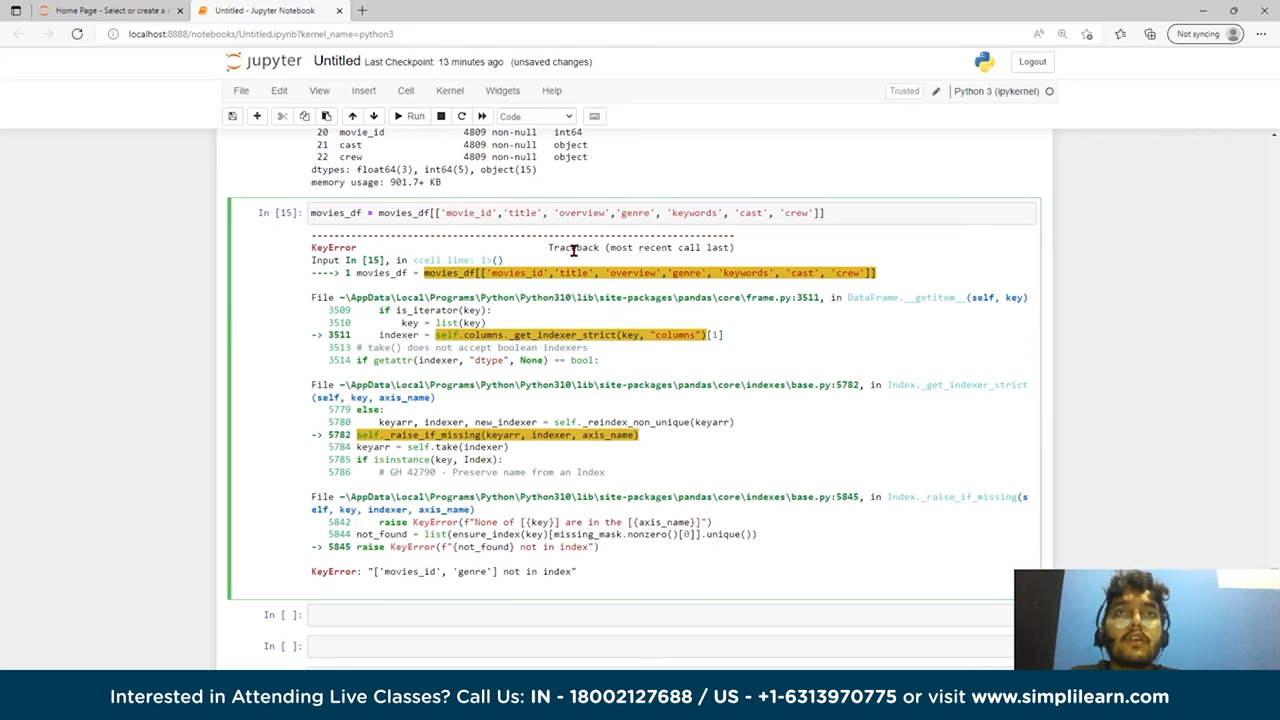 Home Page - Select or create a n
Untitled - Jupyter Notebook
localhost:8888/notebooks/Untitled.ipynb?kernel_name=python3
Not syncing
jupyter Untitled Last Checkpoint: 13 minutes ago (unsaved changes)
Logout
File Edit View Insert Cell Kernel Widgets Help
Trusted
Python 3 (ipykernel)
Run
Code
20 movie_id 4809 non-null int64
21 cast 4809 non-null object
22 crew 4809 non-null object
dtypes: float64(3), int64(5), object(15)
memory usage: 901.7+ KB
In [15]: movies_df = movies_df[['movie_id','title', 'overview','genre', 'keywords', 'cast', 'crew']]
---------------------------------------------------------------------------
KeyError Traceback (most recent call last)
Input In [15], in <cell line: 1>()
----> 1 movies_df = movies_df[['movies_id','title', 'overview','genre', 'keywords', 'cast', 'crew']]
File ~\AppData\Local\Programs\Python\Python310\lib\site-packages\pandas\core\frame.py:3511, in DataFrame.__getitem__(self, key)
3509 if is_iterator(key):
3510 key = list(key)
-> 3511 indexer = self.columns._get_indexer_strict(key, "columns")[1]
3513 # take() does not accept boolean indexers
3514 if getattr(indexer, "dtype", None) == bool:
File ~\AppData\Local\Programs\Python\Python310\lib\site-packages\pandas\core\indexes\base.py:5782, in Index._get_indexer_strict
(self, key, axis_name)
5779 else:
5780 keyarr, indexer, new_indexer = self._reindex_non_unique(keyarr)
-> 5782 self._raise_if_missing(keyarr, indexer, axis_name)
5784 keyarr = self.take(indexer)
5785 if isinstance(key, Index):
5786 # GH 42790 - Preserve name from an Index
File ~\AppData\Local\Programs\Python\Python310\lib\site-packages\pandas\core\indexes\base.py:5845, in Index._raise_if_missing(s
elf, key, indexer, axis_name)
5842 raise KeyError(f"None of [{key}] are in the [{axis_name}]")
5844 not_found = list(ensure_index(key)[missing_mask.nonzero()[0]].unique())
-> 5845 raise KeyError(f"{not_found} not in index")
KeyError: "['movies_id', 'genre'] not in index"
In [ ]:
In [ ]:
Interested in Attending Live Classes? Call Us: IN - 18002127688 / US - +1-6313970775 or visit www.simplilearn.com